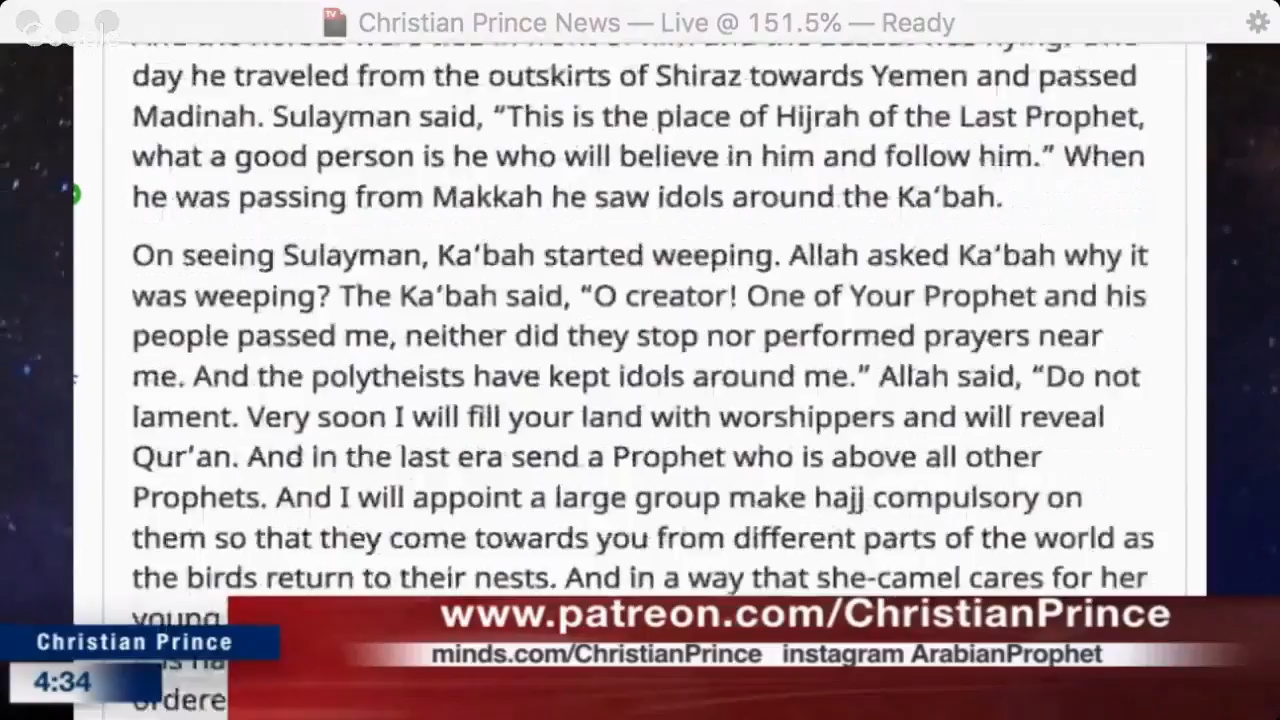 Christian Prince News — Live @ 151.5% — Ready
day he traveled from the outskirts of Shiraz towards Yemen and passed
Madinah. Sulayman said, “This is the place of Hijrah of the Last Prophet,
what a good person is he who will believe in him and follow him.” When
he was passing from Makkah he saw idols around the Ka‘bah.
On seeing Sulayman, Ka‘bah started weeping. Allah asked Ka‘bah why it
was weeping? The Ka‘bah said, “O creator! One of Your Prophet and his
people passed me, neither did they stop nor performed prayers near
me. And the polytheists have kept idols around me.” Allah said, “Do not
lament. Very soon I will fill your land with worshippers and will reveal
Qur’an. And in the last era send a Prophet who is above all other
Prophets. And I will appoint a large group make hajj compulsory on
them so that they come towards you from different parts of the world as
the birds return to their nests. And in a way that she-camel cares for her
young
www.patreon.com/ChristianPrince
Christian Prince
minds.com/ChristianPrince instagram ArabianProphet
4:34